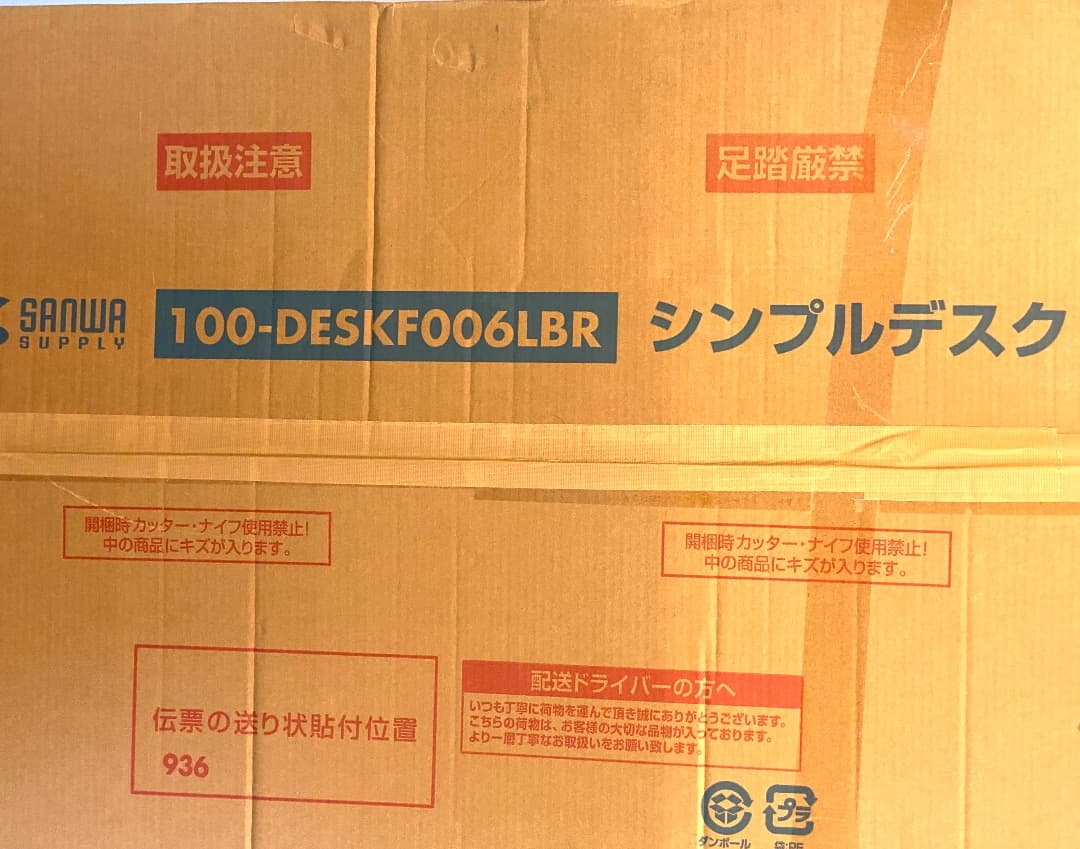 取扱注意
足踏厳禁
SANWA
SUPPLY
100-DESKF006LBR
シンプルデスク
開梱時カッター・ナイフ使用禁止!
中の商品にキズが入ります。
開梱時カッター・ナイフ使用禁止!
中の商品にキズが入ります。
伝票の送り状貼付位置
936
配送ドライバーの方へ
いつも丁寧に荷物を運んで頂き誠にありがとうございます。
こちらの荷物は、お客様の大切な品物が入っております。
より一層丁寧なお取扱いをお願い致します。
プラ
ダンボール
袋:PE